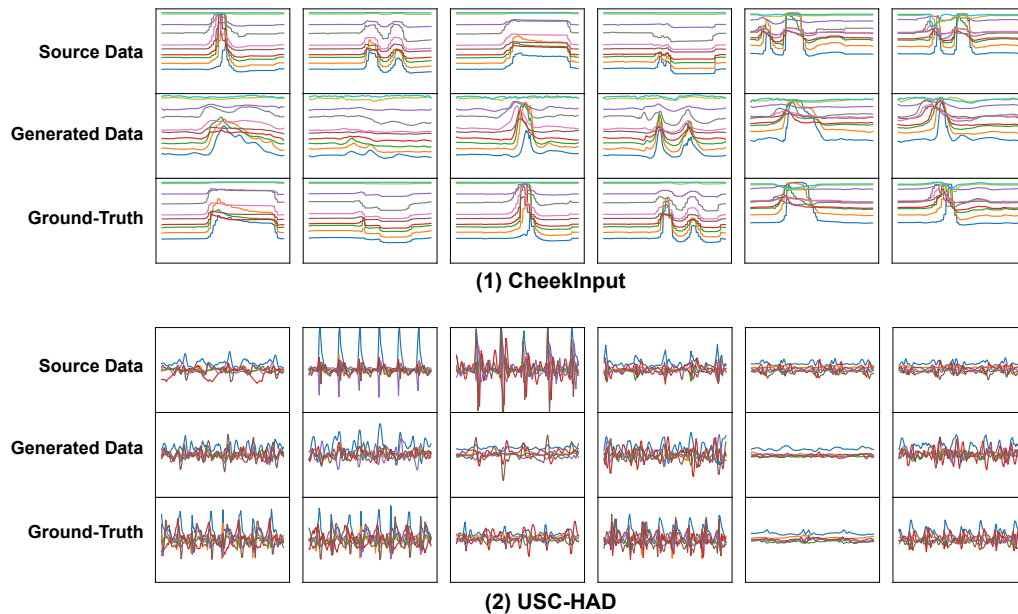 Source Data
Generated Data
Ground-Truth
(1) CheekInput
Source Data
Generated Data
Ground-Truth
(2) USC-HAD